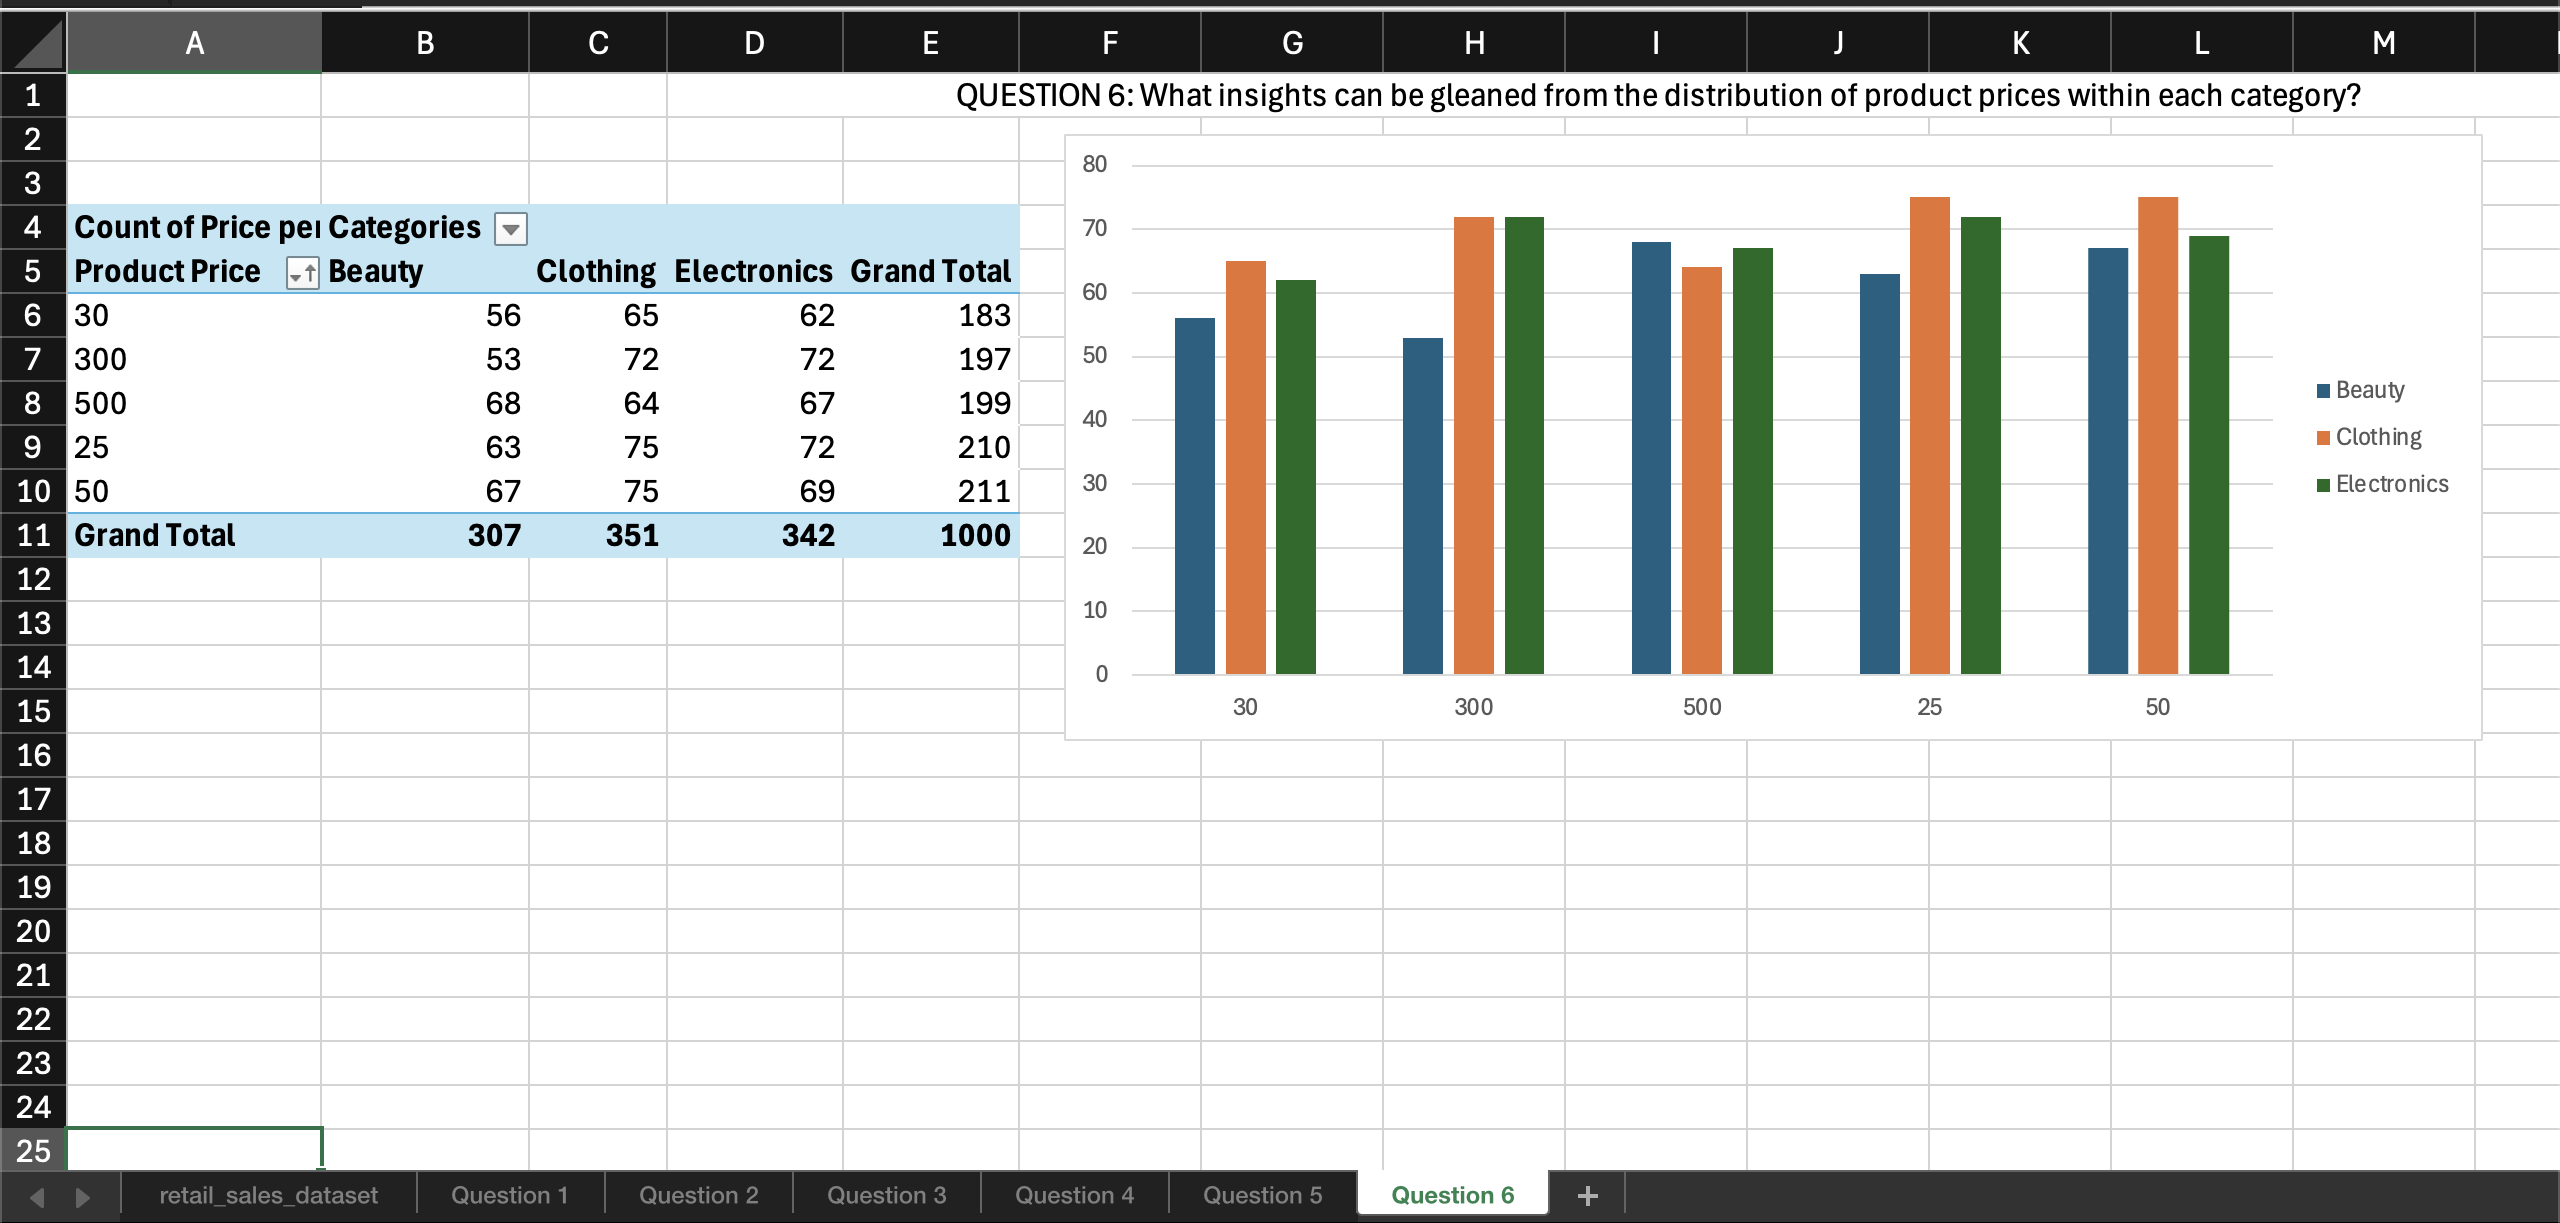 A B C D E F G H I J K L M
1 QUESTION 6: What insights can be gleaned from the distribution of product prices within each category?
2
3
4 Count of Price per Categories
5 Product Price Beauty Clothing Electronics Grand Total
6 30 56 65 62 183
7 300 53 72 72 197
8 500 68 64 67 199
9 25 63 75 72 210
10 50 67 75 69 211
11 Grand Total 307 351 342 1000
12
13
14
15
16
17
18
19
20
21
22
23
24
25
80
70
60
50
40
30
20
10
0
30 300 500 25 50
Beauty
Clothing
Electronics
retail_sales_dataset Question 1 Question 2 Question 3 Question 4 Question 5 Question 6 +